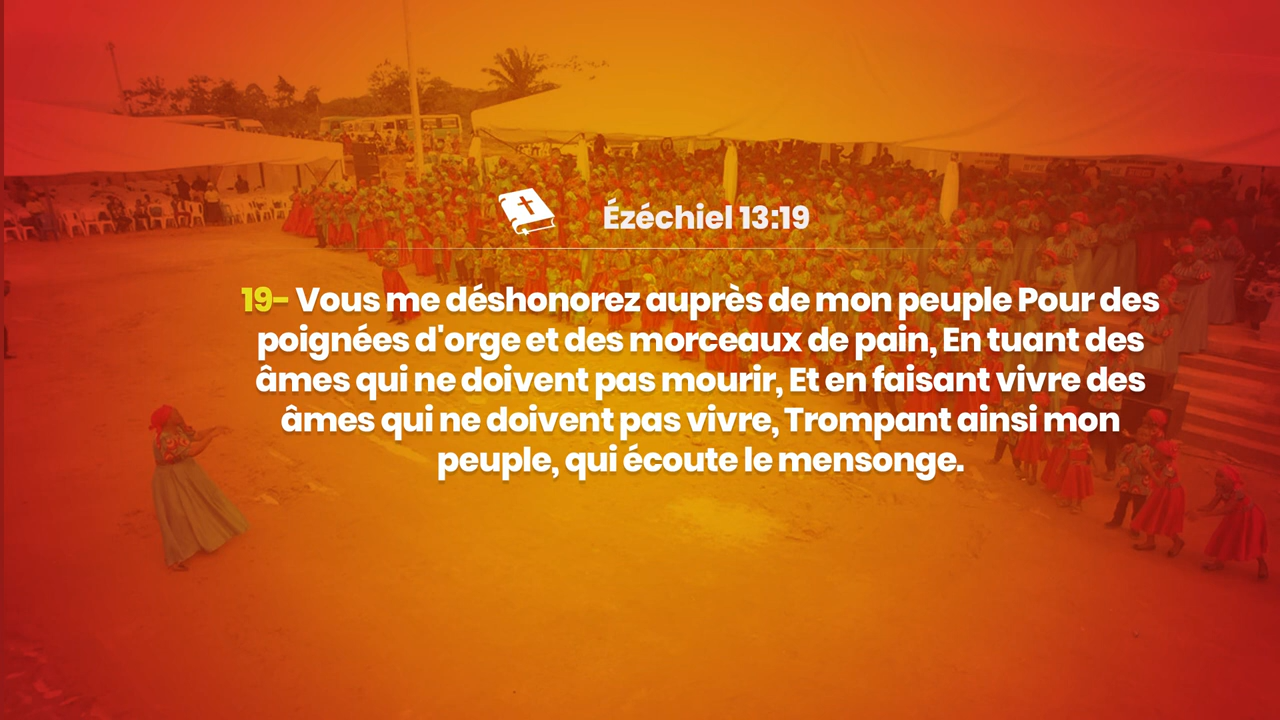 Ézéchiel 13:19
19- Vous me déshonorez auprès de mon peuple Pour des
poignées d'orge et des morceaux de pain, En tuant des
âmes qui ne doivent pas mourir, Et en faisant vivre des
âmes qui ne doivent pas vivre, Trompant ainsi mon
peuple, qui écoute le mensonge.